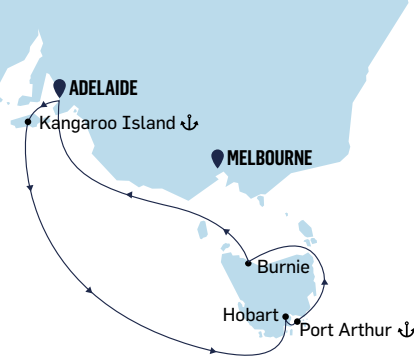 ADELAIDE
Kangaroo Island
MELBOURNE
Burnie
Hobart
Port Arthur